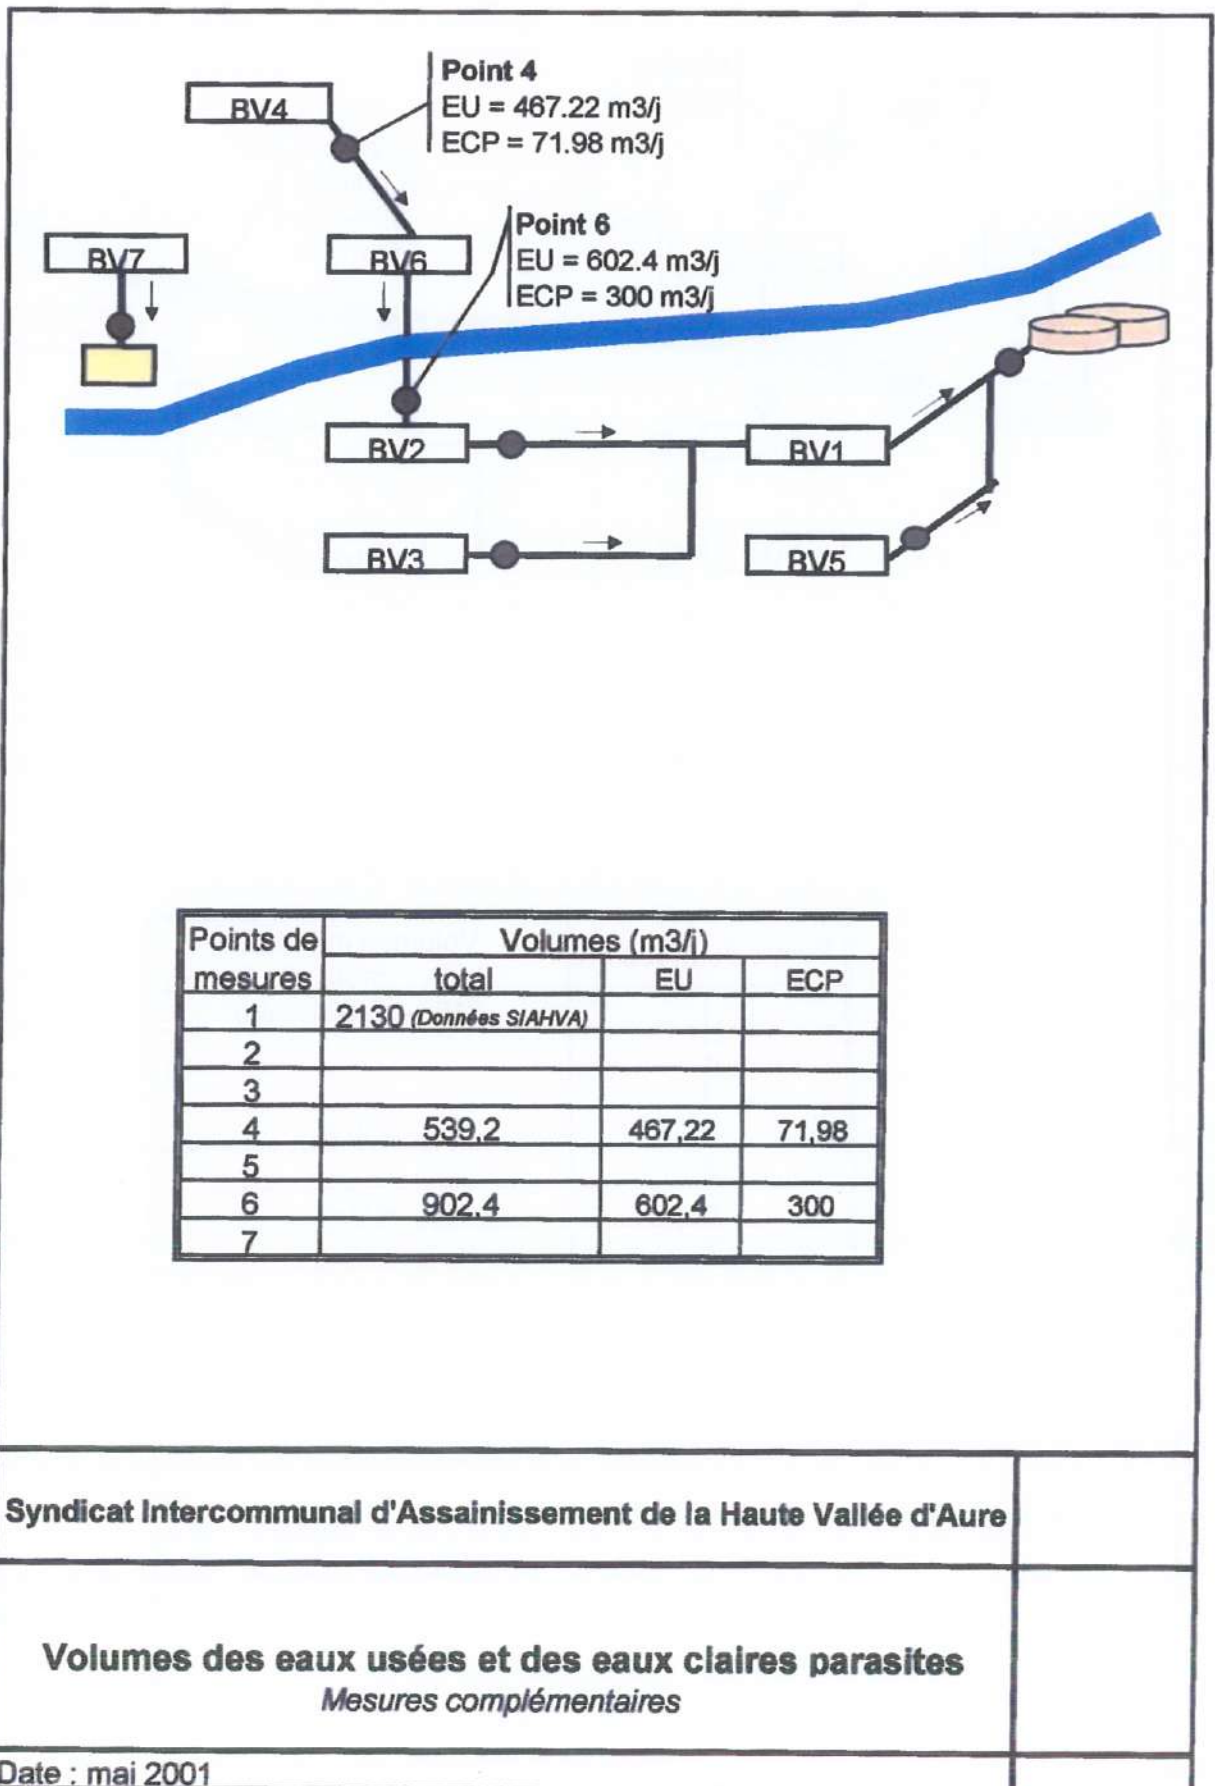 Point 4
BV4
EU = 467.22 m3/j
ECP = 71.98 m3/j
Point 6
BV7
BV6
EU = 602.4 m3/j
ECP = 300 m3/j
BV2
BV1
BV3
BV5
Points de mesures Volumes (m3/j)
total EU ECP
1 2130 (Données SIAHVA)
2
3
4 539,2 467,22 71,98
5
6 902,4 602,4 300
7
Syndicat Intercommunal d'Assainissement de la Haute Vallée d'Aure
Volumes des eaux usées et des eaux claires parasites
Mesures complémentaires
Date : mai 2001